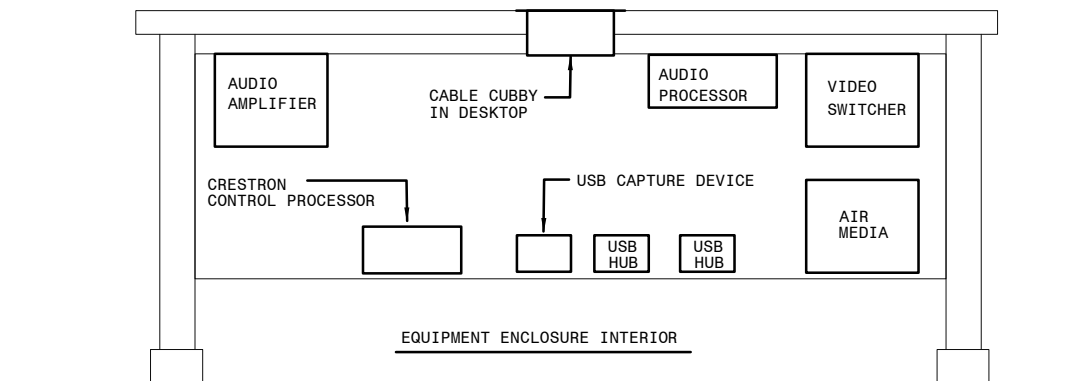 AUDIO
AMPLIFIER
CABLE CUBBY
IN DESKTOP
AUDIO
PROCESSOR
VIDEO
SWITCHER
CRESTRON
CONTROL PROCESSOR
USB CAPTURE DEVICE
USB
HUB
USB
HUB
AIR
MEDIA
EQUIPMENT ENCLOSURE INTERIOR